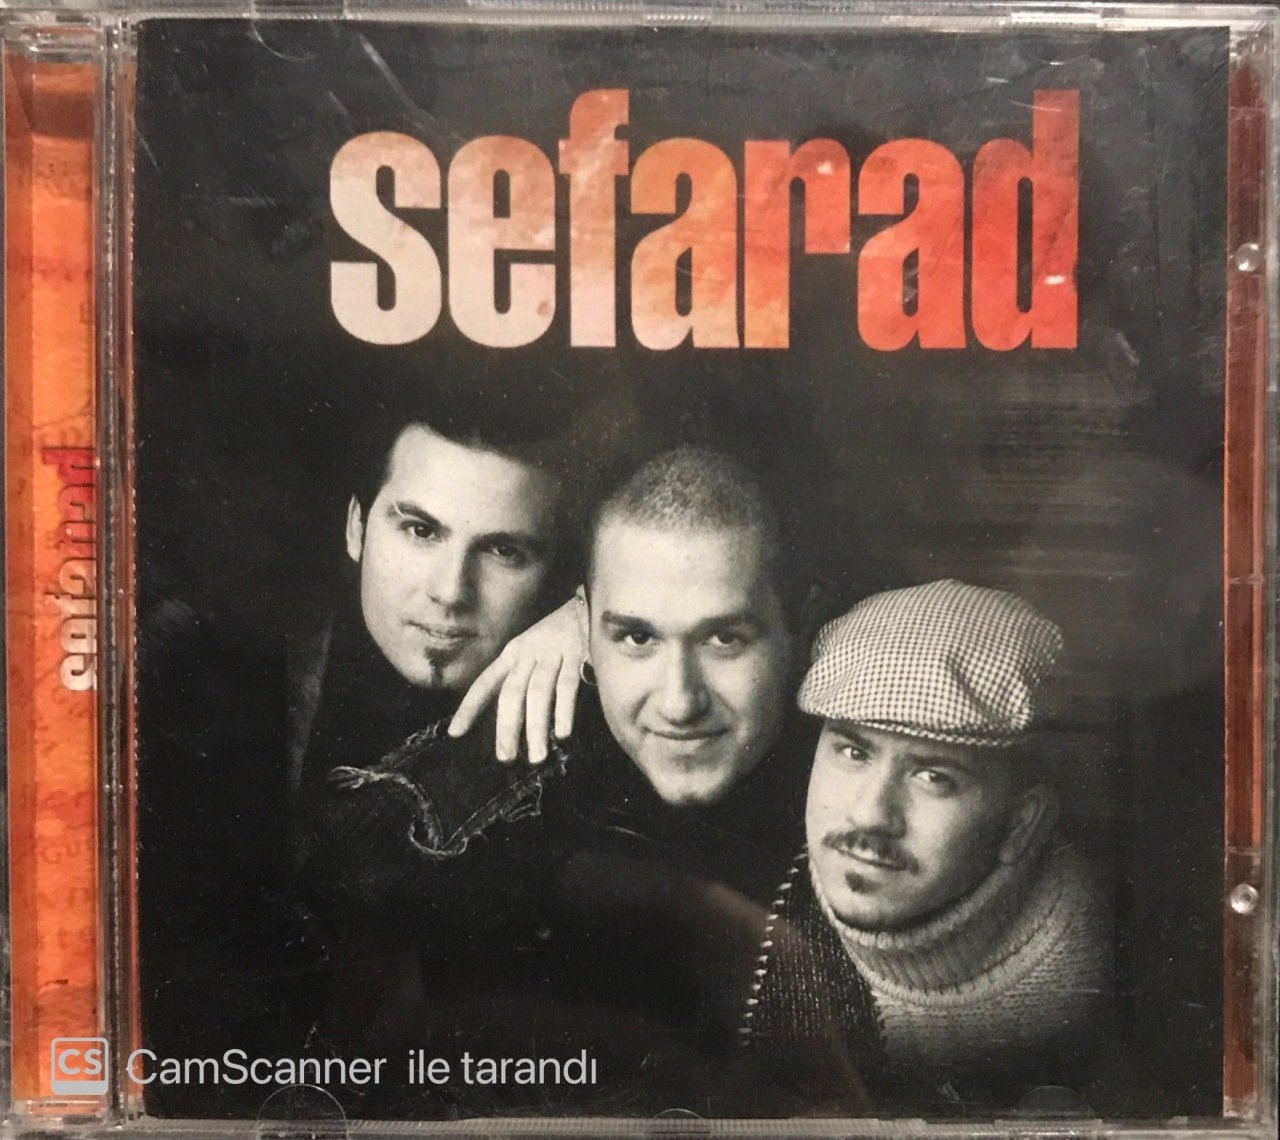 sefarad
sefarad
CS CamScanner ile tarandı